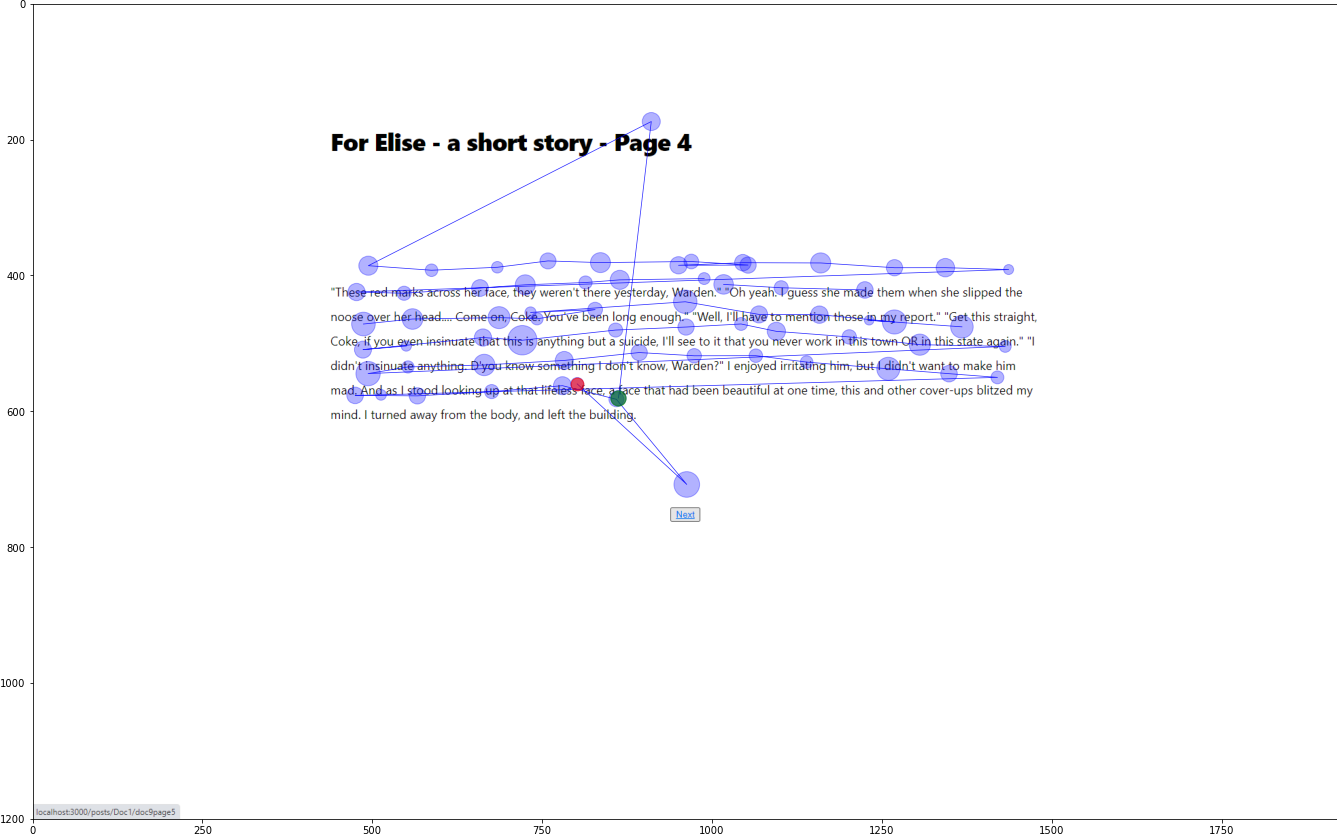 0
200
For Elise - a short story - Page 4
400
"These red marks across her face, they weren't there yesterday, Warden." "Oh yeah. I guess she made them when she slipped the
noose over her head.... Come on, Coke. You've been long enough." "Well, I'll have to mention those in my report." "Get this straight,
Coke, if you even insinuate that this is anything but a suicide, I'll see to it that you never work in this town OR in this state again." "I
didn't insinuate anything. D'you know something I don't know, Warden?" I enjoyed irritating him, but I didn't want to make him
mad. And as I stood looking up at that lifeless face, a face that had been beautiful at one time, this and other cover-ups blitzed my
600
mind. I turned away from the body, and left the building.
Next
800
1000
localhost:3000/posts/Doc1/doc9page5
1200
0 250 500 750 1000 1250 1500 1750